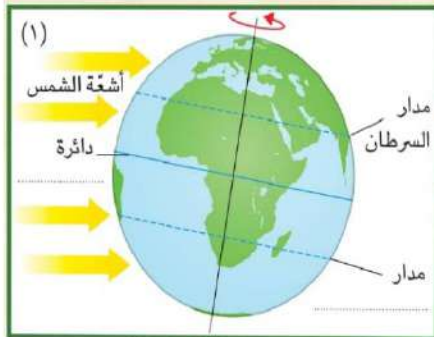 (١)
أشعّة الشمس
مدار
السرطان
دائرة
....................
مدار
....................